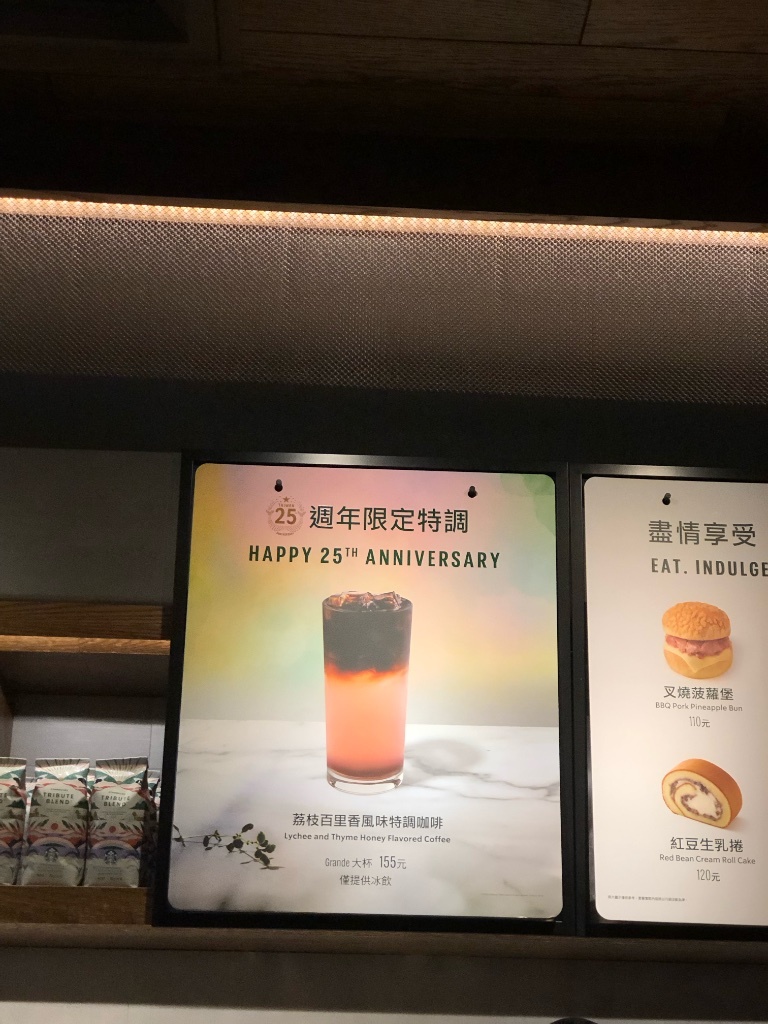 25
週年限定特調
HAPPY 25TH ANNIVERSARY
荔枝百里香風味特調咖啡
Lychee and Thyme Honey Flavored Coffee
Grande 大杯 155元
僅提供冰飲
盡情享受
EAT. INDULGE
叉燒菠蘿堡
BBQ Pork Pineapple Bun
110元
紅豆生乳捲
Red Bean Cream Roll Cake
120元
TRIBUTE
BLEND
TRIBUTE
BLEND